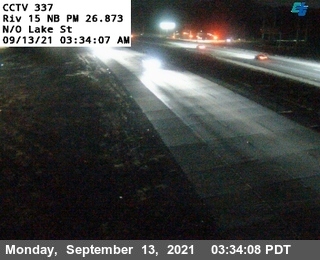 CCTV 337
Riv 15 NB PM 26.873
N/O Lake St
09/13/21 03:34:07 AM
Monday, September 13, 2021 03:34:08 PDT